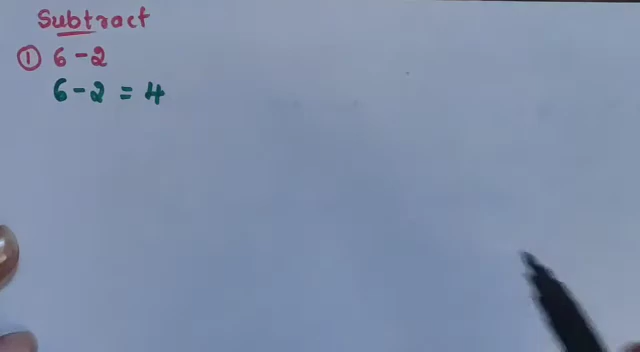 Subtract
① 6-2
6-2 = 4